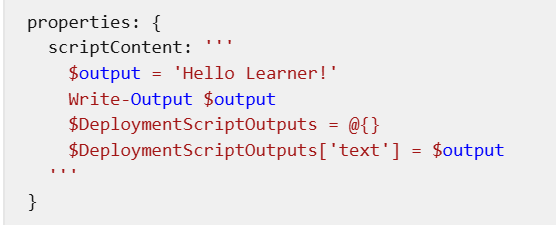 properties: {
  scriptContent: '''
    $output = 'Hello Learner!'
    Write-Output $output
    $DeploymentScriptOutputs = @{}
    $DeploymentScriptOutputs['text'] = $output
  '''
}